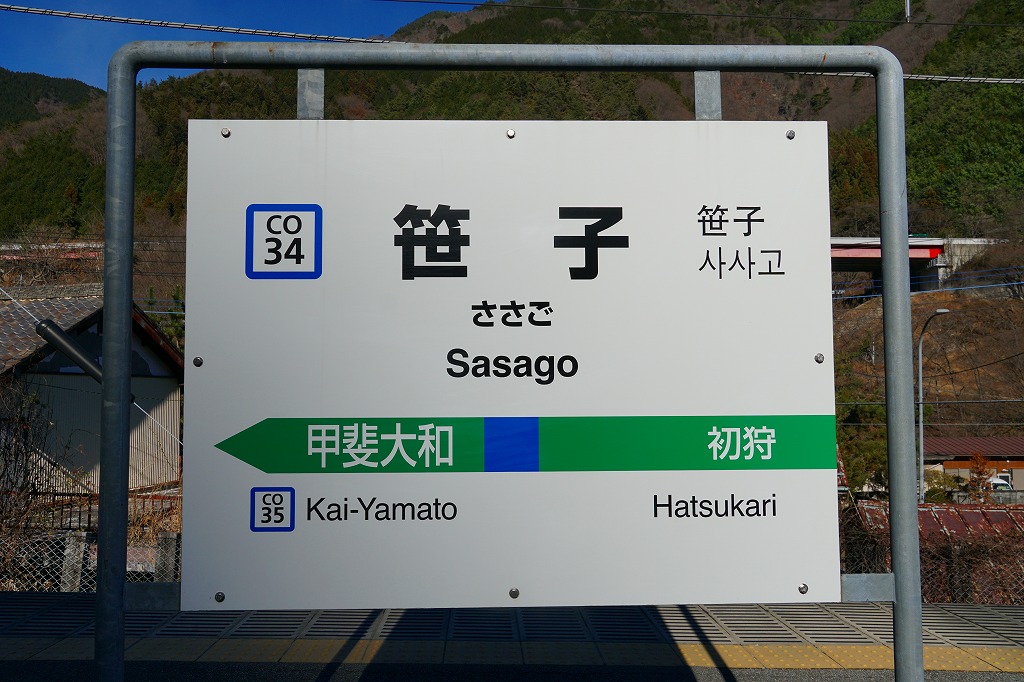 CO
34
笹子
笹子
사사고
ささご
Sasago
甲斐大和
初狩
CO
35
Kai-Yamato
Hatsukari